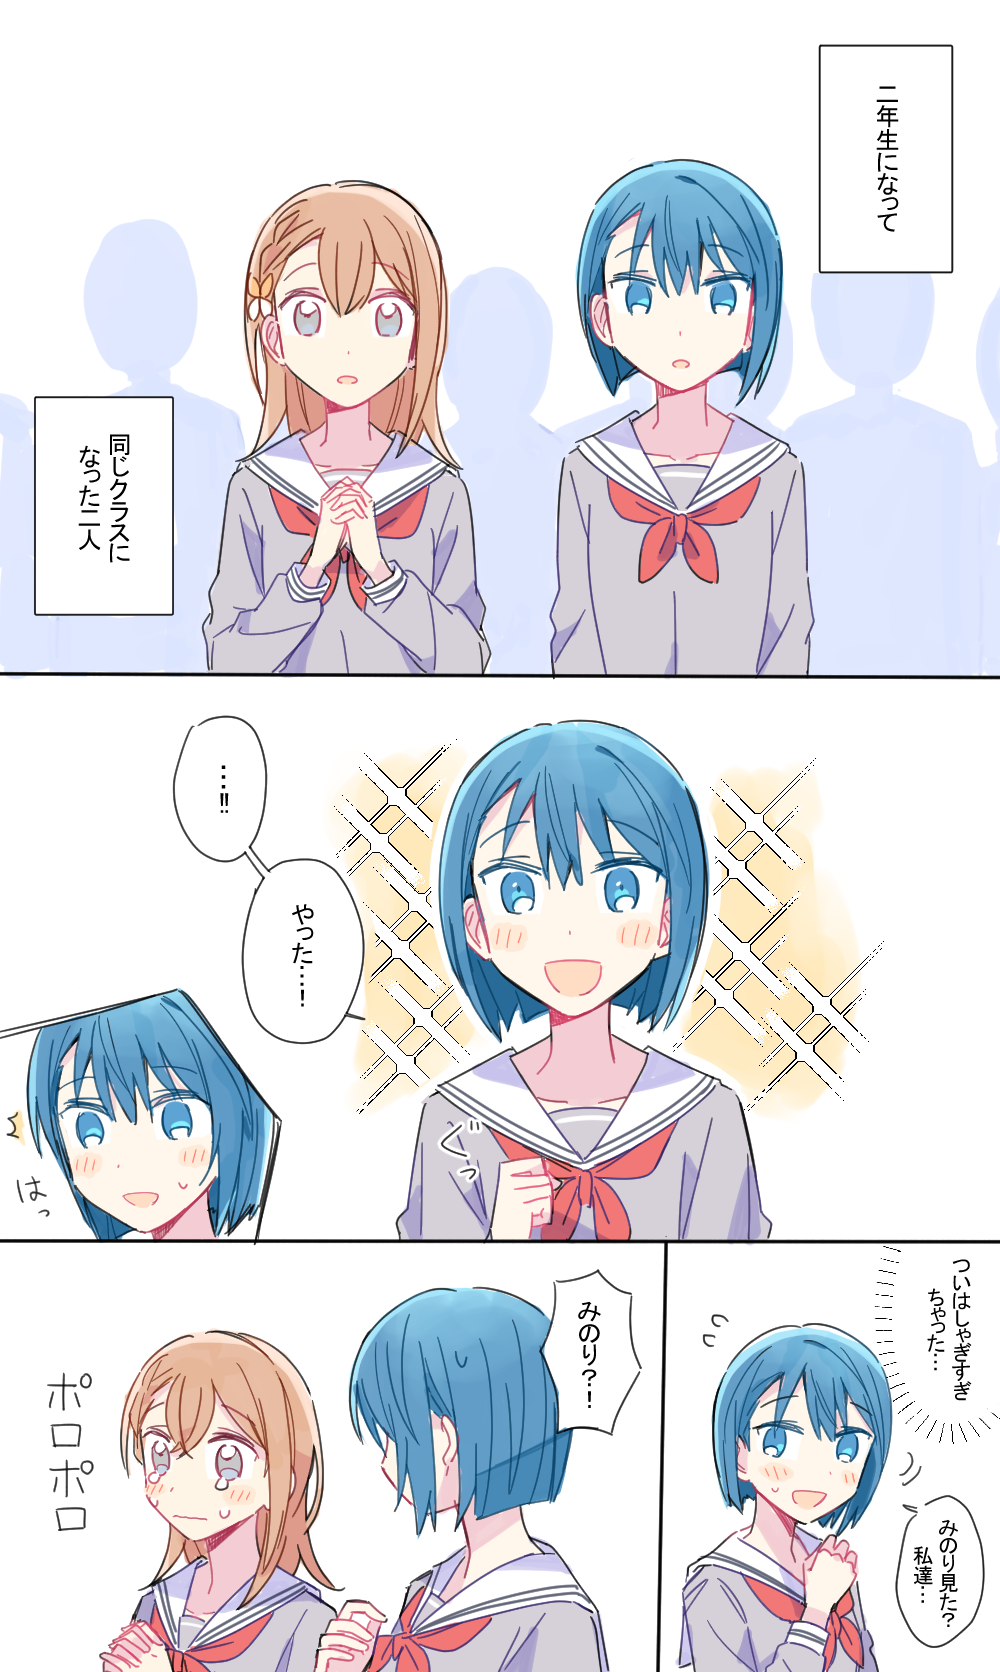 二年生になって
同じクラスに
なった二人
…!!
やった…!
ぐっ
はっ
ついはしゃぎすぎ
ちゃった…
みのり見た?
私達…
みのり?!
ポロポロ